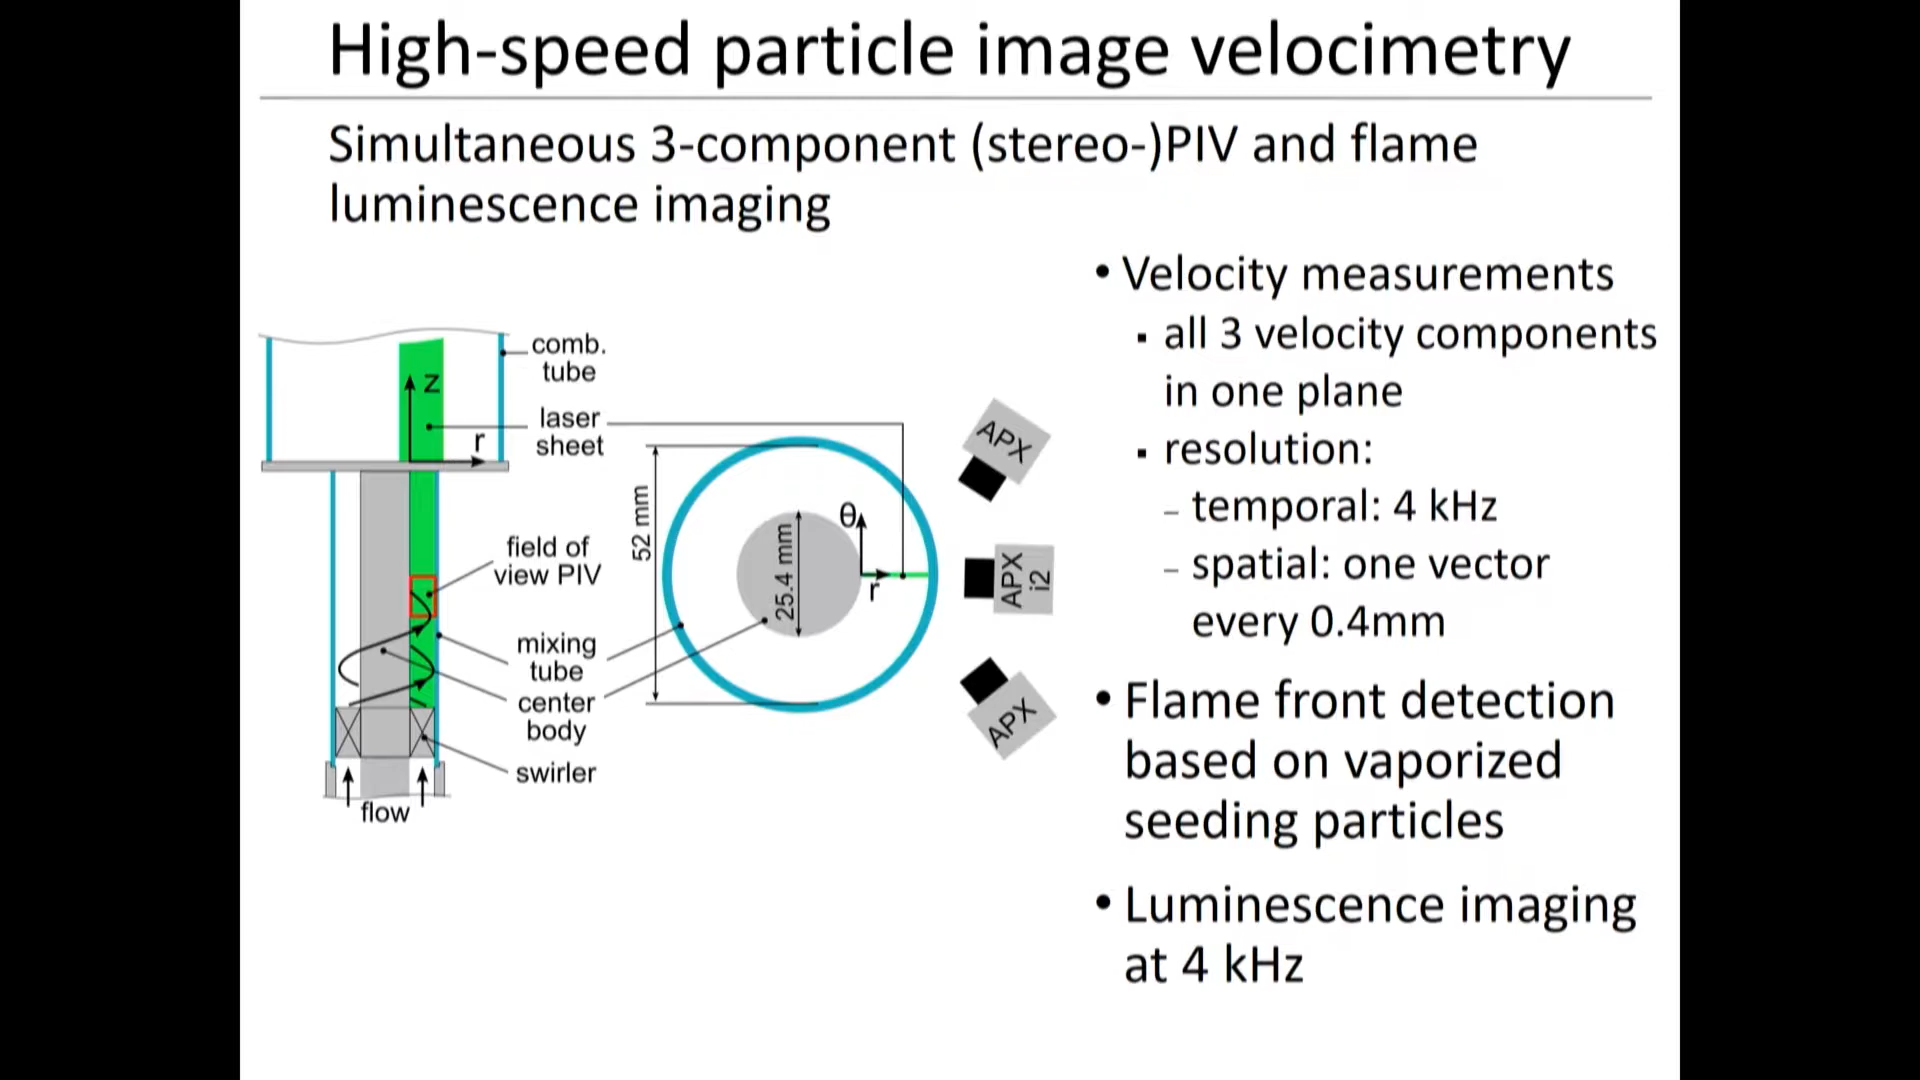 High-speed particle image velocimetry
Simultaneous 3-component (stereo-)PIV and flame
luminescence imaging
comb.
tube
z
laser
sheet
r
field of
view PIV
mixing
tube
center
body
swirler
flow
52 mm
25.4 mm
θ
r
APX
APX
i2
APX
• Velocity measurements
▪ all 3 velocity components
in one plane
▪ resolution:
– temporal: 4 kHz
– spatial: one vector
every 0.4mm
• Flame front detection
based on vaporized
seeding particles
• Luminescence imaging
at 4 kHz